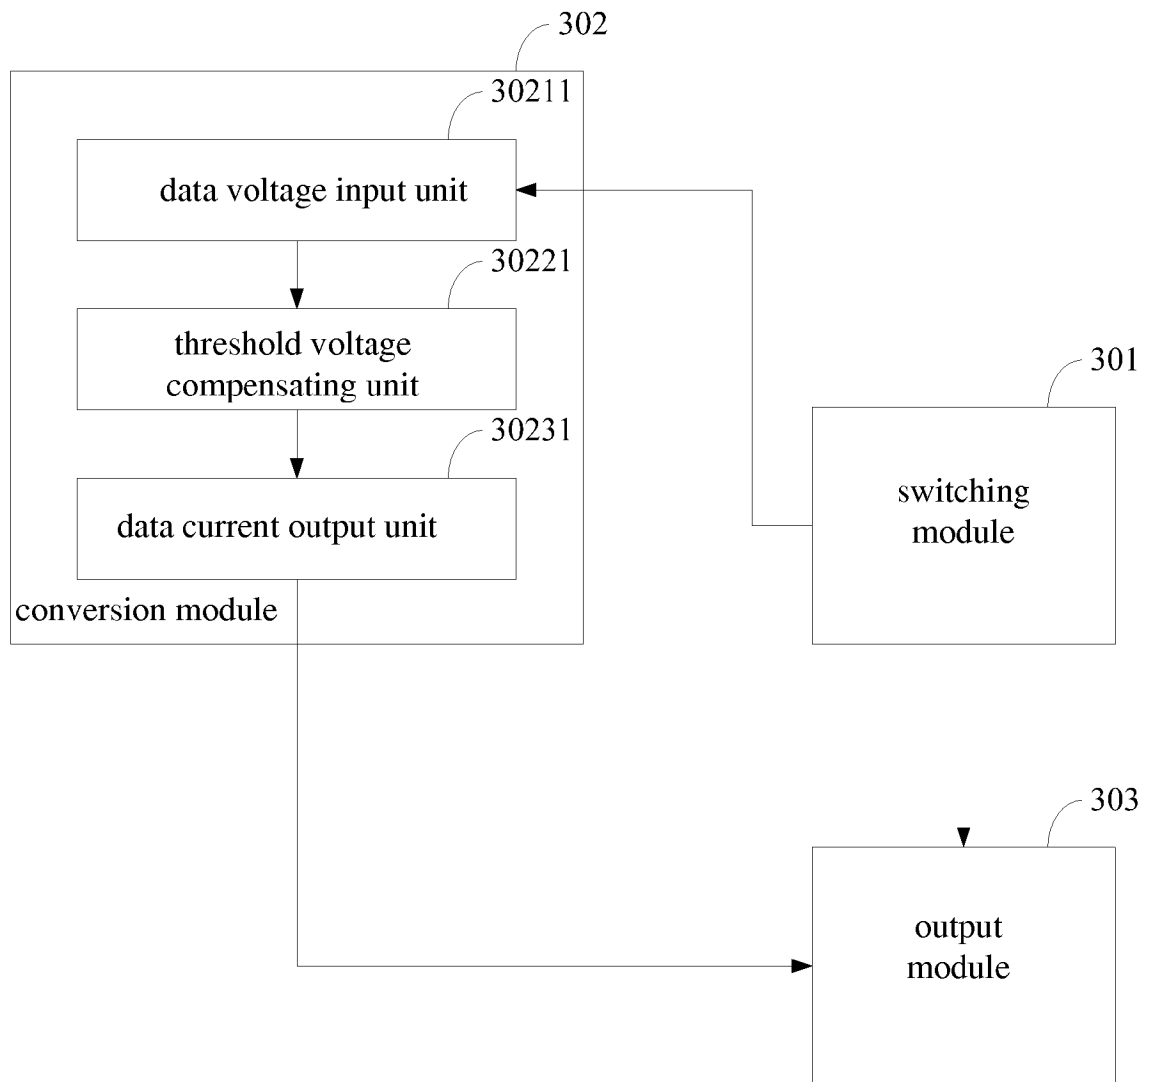 302
30211
data voltage input unit
30221
threshold voltage
compensating unit
30231
data current output unit
conversion module
301
switching
module
303
output
module